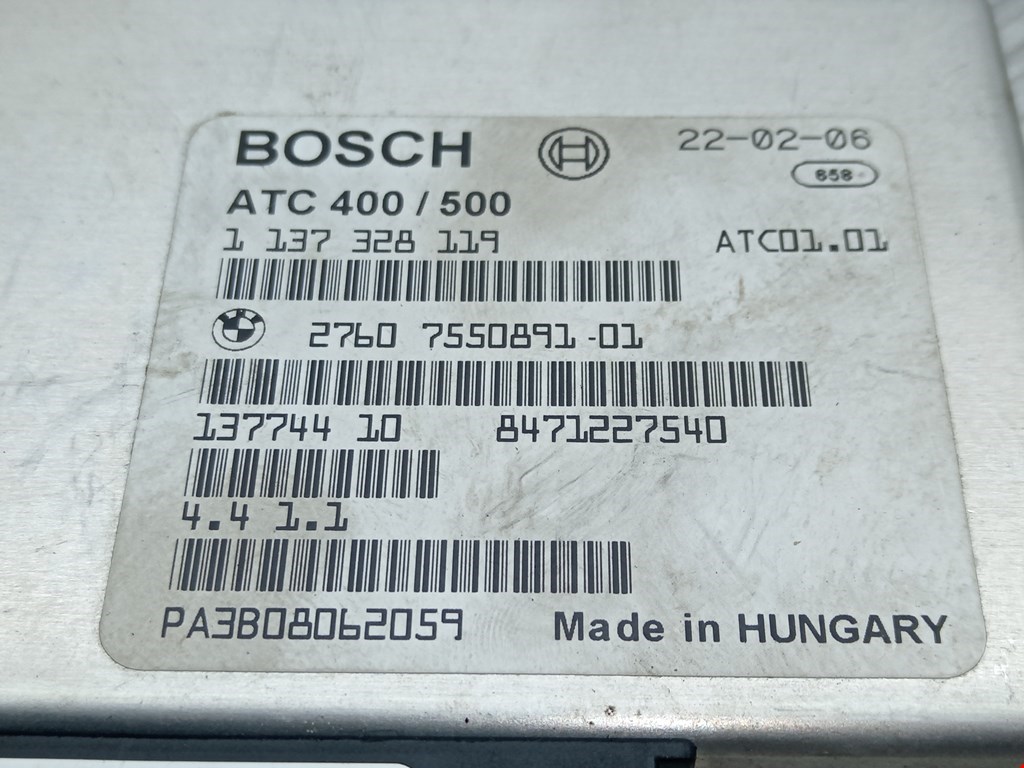 BOSCH 22-02-06
658
ATC 400 / 500
1 137 328 119 ATC01.01
2760 7550891-01
137744 10 8471227540
4.4 1.1
PA3B08062059 Made in HUNGARY